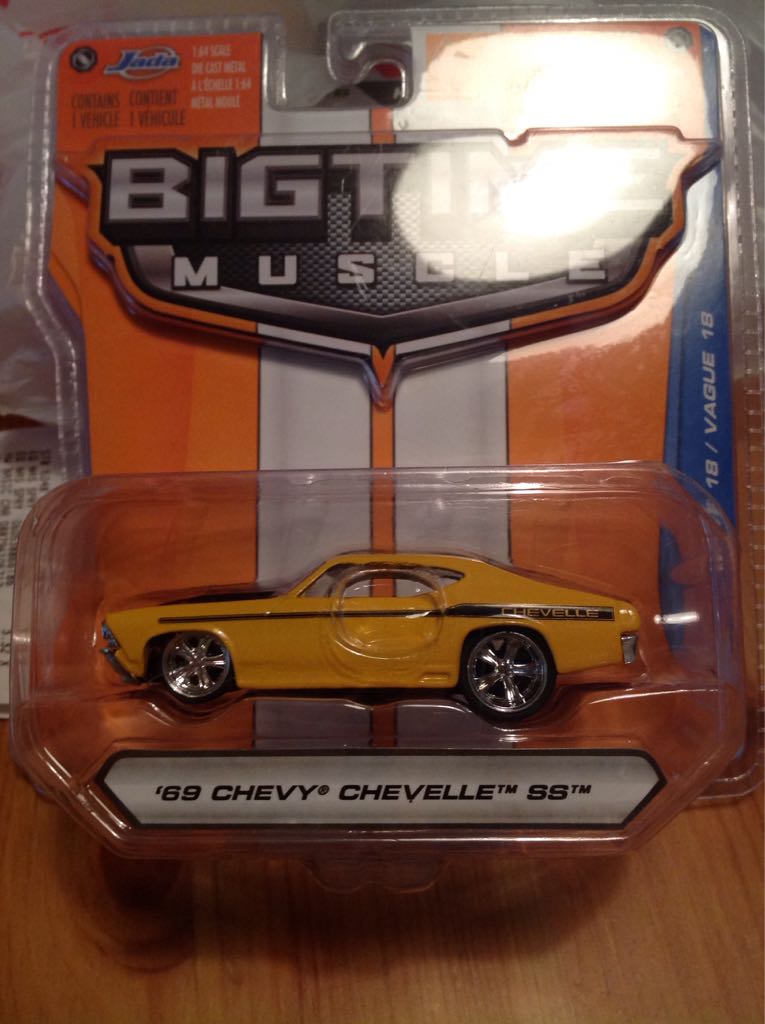 Jada
1:64 SCALE
DIE CAST METAL
À L'ÉCHELLE 1:64
MÉTAL MOULÉ
CONTAINS CONTIENT
1 VEHICLE 1 VÉHICULE
BIGTIME
MUSCLE
18 / VAGUE 18
CHEVELLE
'69 CHEVY® CHEVELLE™ SS™